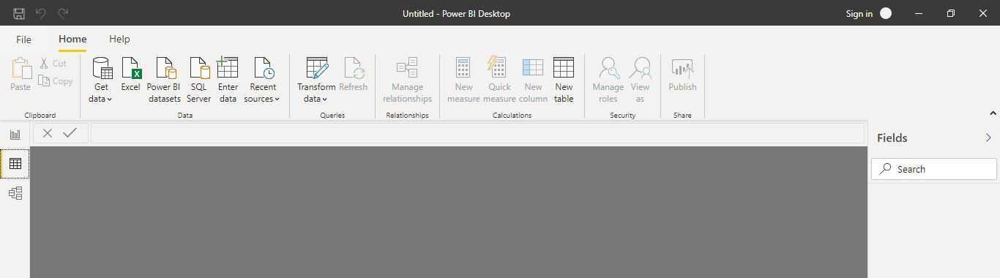 Untitled - Power BI Desktop
Sign in
File
Home
Help
Paste
Cut
Copy
Clipboard
Get
data
Excel
Power BI
datasets
SQL
Server
Enter
data
Recent
sources
Data
Transform
data
Refresh
Queries
Manage
relationships
Relationships
New
measure
Quick
measure
New
column
New
table
Calculations
Manage
roles
View
as
Security
Publish
Share
Fields
Search